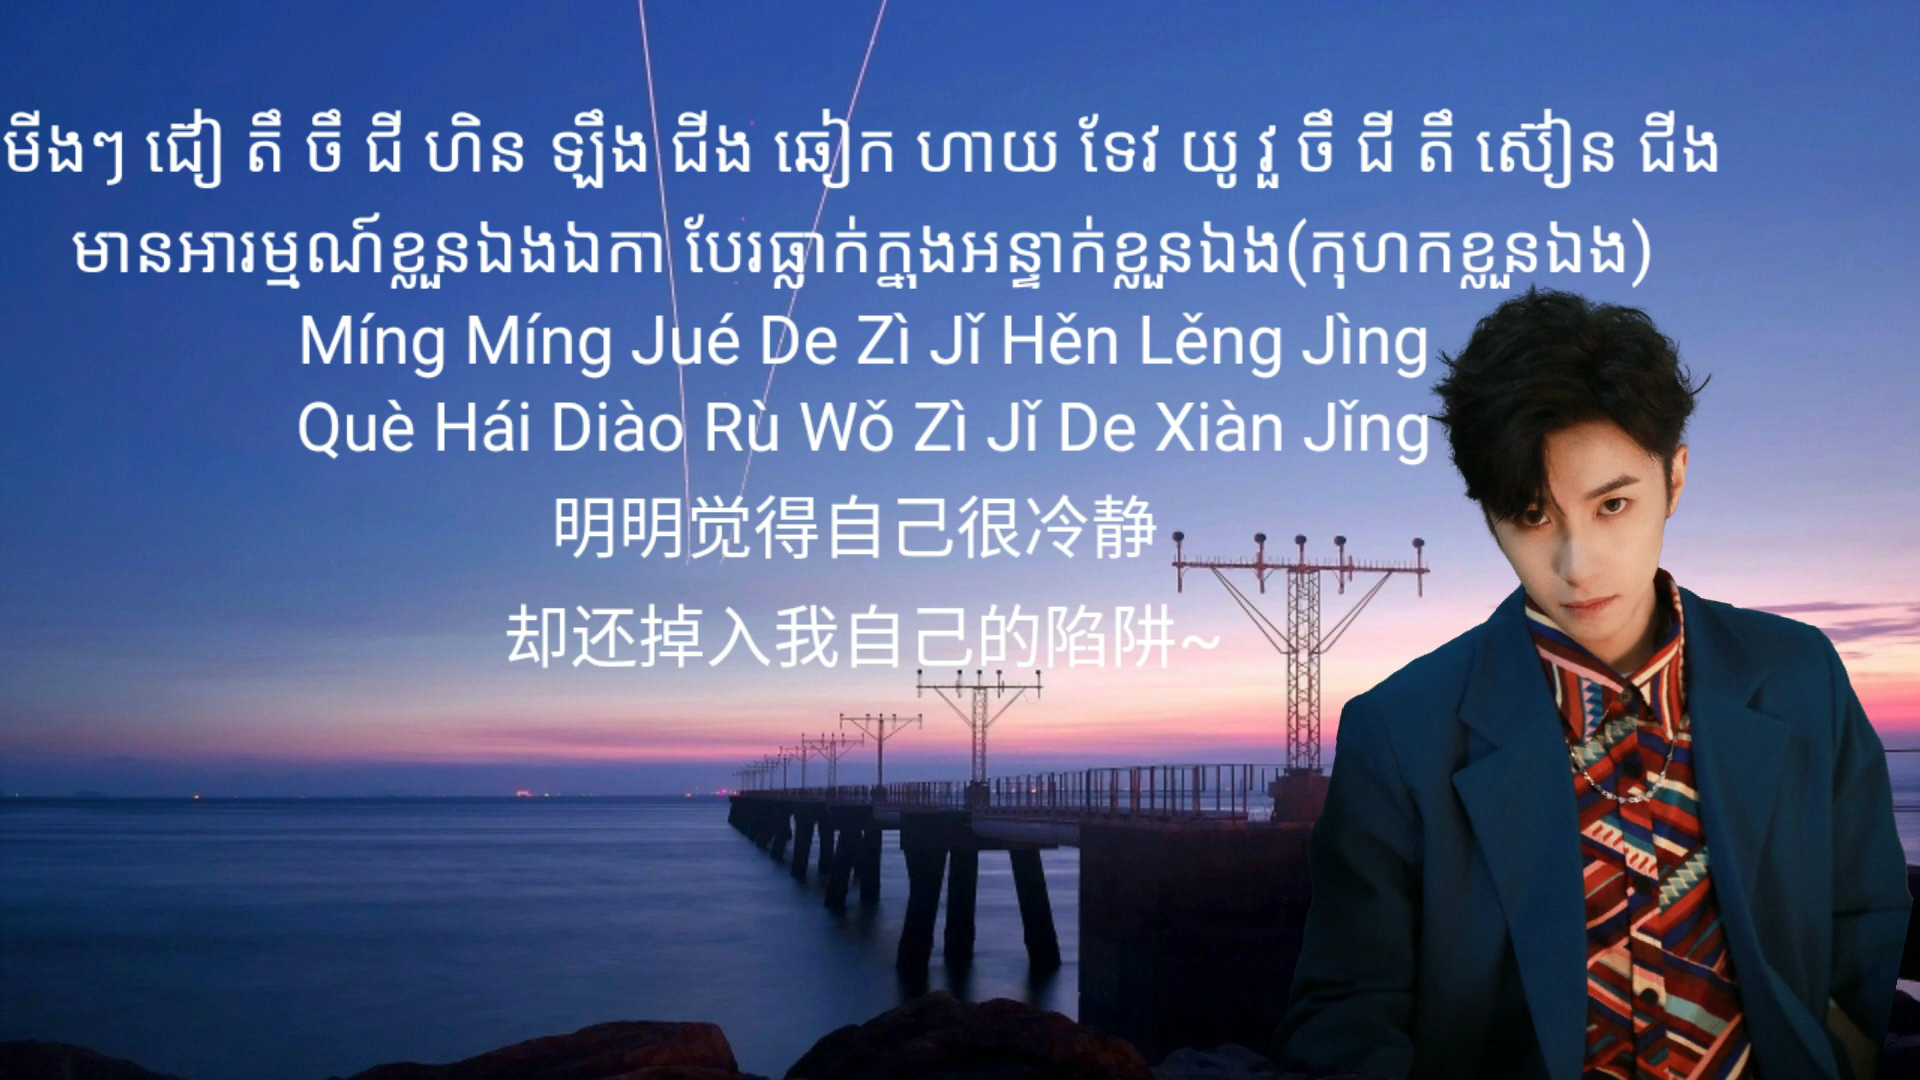 មីងៗ ជៀ តឹ ចឹ ជី ហិន ឡឹង ជីង ឆៀក ហាយ ទែវ យូ វួ ចឹ ជី តឹ ស៊ៀន ជីង
មានអារម្មណ៍ខ្លួនឯងឯកា បែរធ្លាក់ក្នុងអន្ទាក់ខ្លួនឯង(កុហកខ្លួនឯង)
Míng Míng Jué De Zì Jǐ Hěn Lěng Jìng
Què Hái Diào Rù Wǒ Zì Jǐ De Xiàn Jǐng
明明觉得自己很冷静
却还掉入我自己的陷阱~